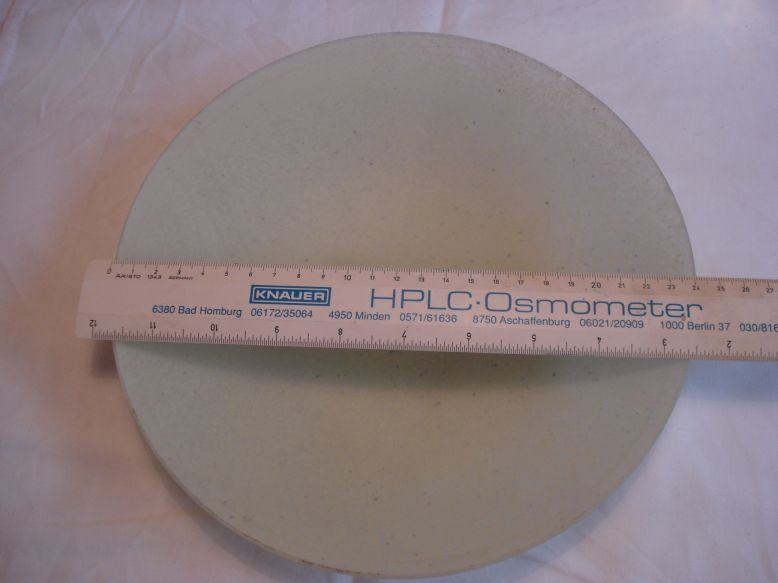 0 1 2 3 4 5 6 7 8 9 10 11 12 13 14 15 16 17 18 19 20 21 22 23 24 25 26 27
ARISTO 1343 GERMANY
KNAUER HPLC·Osmometer
6380 Bad Homburg 06172/35064 4950 Minden 0571/61636 8750 Aschaffenburg 06021/20909 1000 Berlin 37 030/816
12 11 10 9 8 7 6 5 4 3 2